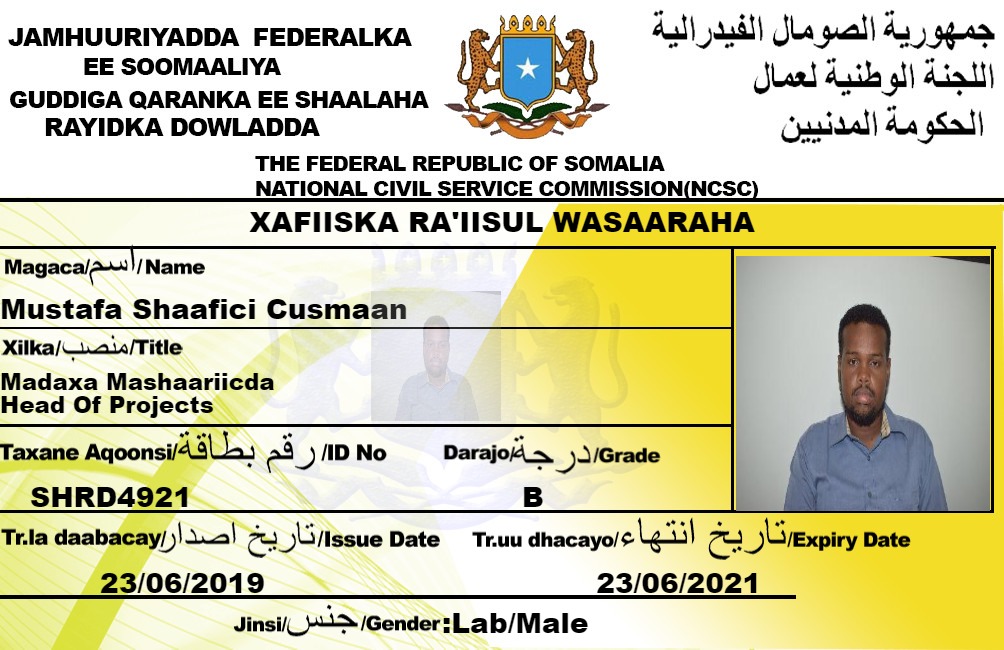 JAMHUURIYADDA FEDERALKA
EE SOOMAALIYA
GUDDIGA QARANKA EE SHAALAHA
RAYIDKA DOWLADDA
جمهورية الصومال الفيدرالية
اللجنة الوطنية لعمال
الحكومة المدنيين
THE FEDERAL REPUBLIC OF SOMALIA
NATIONAL CIVIL SERVICE COMMISSION(NCSC)
XAFIISKA RA'IISUL WASAARAHA
Magaca/اسم/Name
Mustafa Shaafici Cusmaan
Xilka/منصب/Title
Madaxa Mashaariicda
Head Of Projects
Taxane Aqoonsi/رقم بطاقة/ID No
SHRD4921
Darajo/درجة/Grade
B
Tr.la daabacay/تاريخ اصدار/Issue Date
23/06/2019
Tr.uu dhacayo/تاريخ انتهاء/Expiry Date
23/06/2021
Jinsi/جنس/Gender:Lab/Male